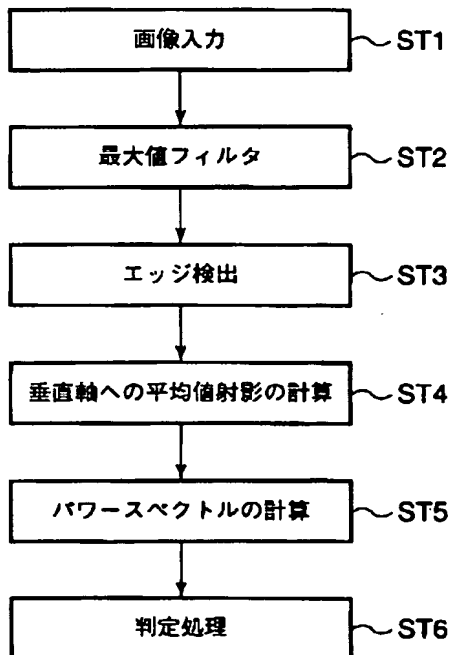 画像入力 ST1
最大値フィルタ ST2
エッジ検出 ST3
垂直軸への平均値射影の計算 ST4
パワースペクトルの計算 ST5
判定処理 ST6